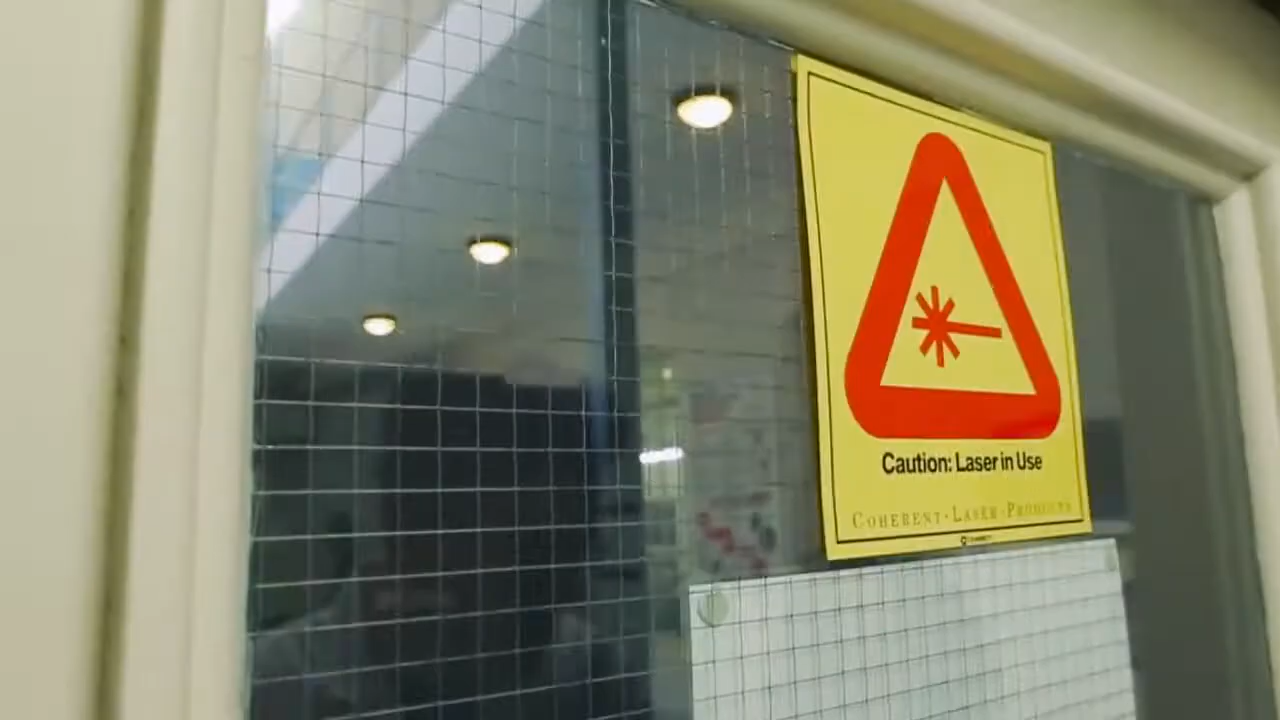 Caution: Laser in Use
COHERENT · LASER · PRODUCTS